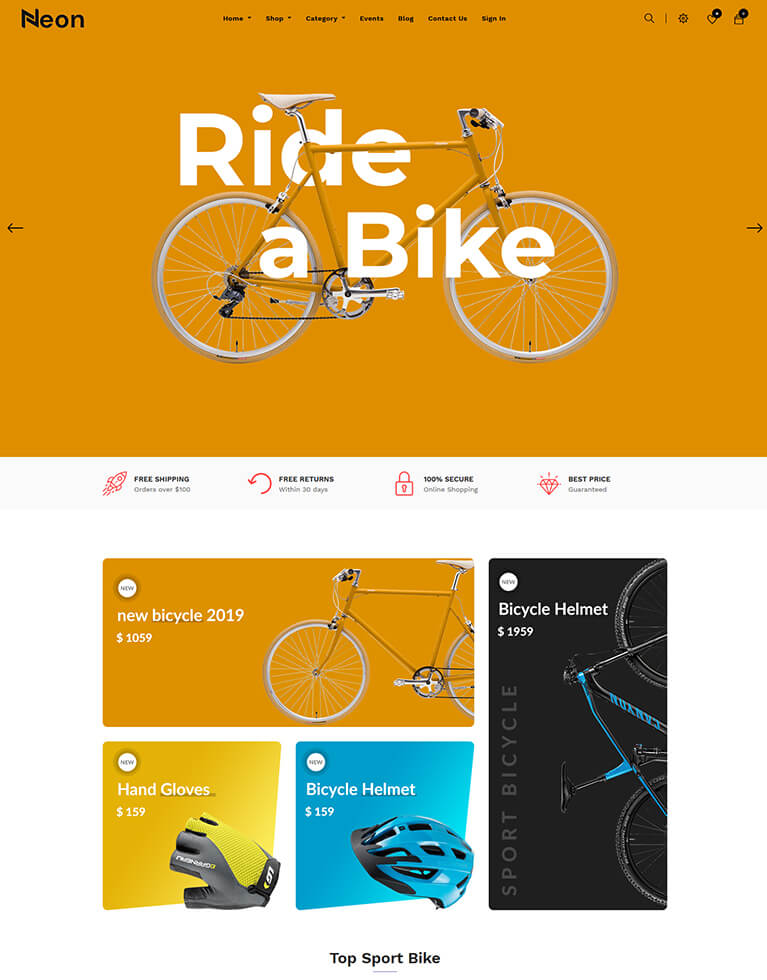 Neon
Home Shop Category Events Blog Contact Us Sign In
Ride
a Bike
FREE SHIPPING
Orders over $100
FREE RETURNS
Within 30 days
100% SECURE
Online Shopping
BEST PRICE
Guaranteed
NEW
new bicycle 2019
$ 1059
NEW
Bicycle Helmet
$ 1959
SPORT BICYCLE
CANYON
NEW
Hand Gloves
$ 159
GARNEAU
NEW
Bicycle Helmet
$ 159
Top Sport Bike